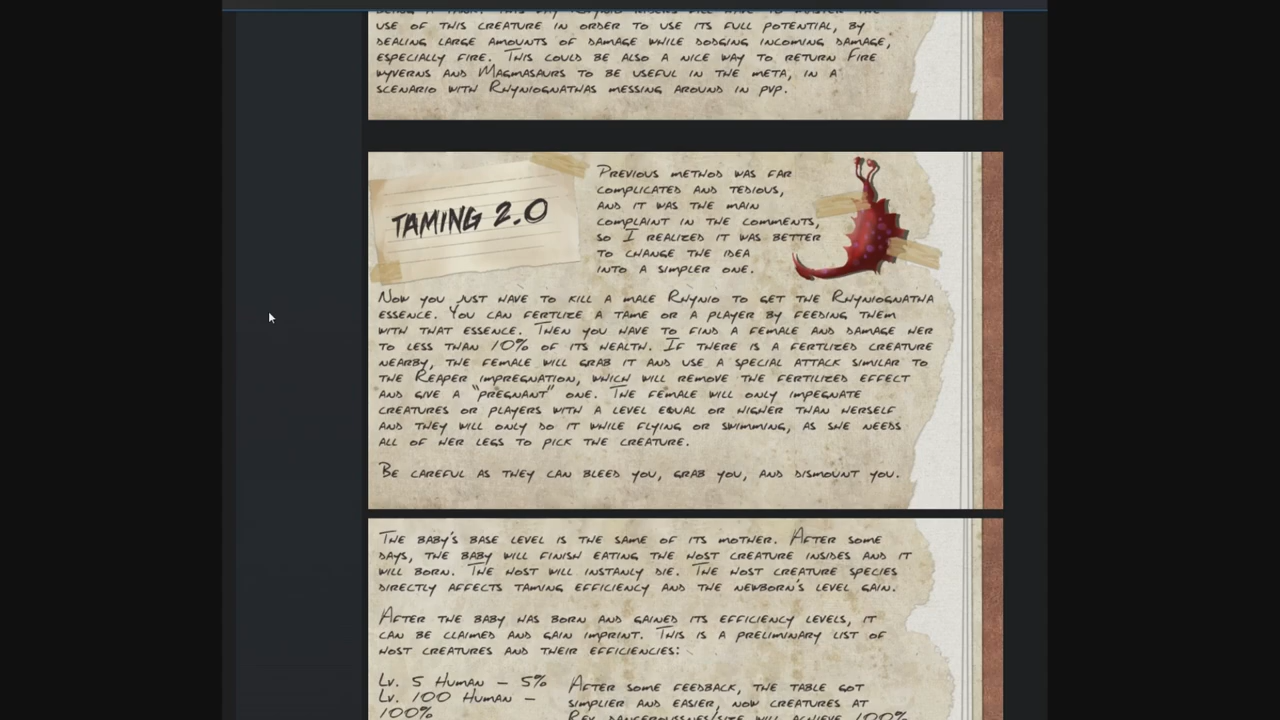 USE OF THIS CREATURE IN ORDER TO USE ITS FULL POTENTIAL, BY
DEALING LARGE AMOUNTS OF DAMAGE WHILE DODGING INCOMING DAMAGE,
ESPECIALLY FIRE. THIS COULD BE ALSO A NICE WAY TO RETURN FIRE
WYVERNS AND MAGMASAURS TO BE USEFUL IN THE META, IN A
SCENARIO WITH RHYNIOGNATHAS MESSING AROUND IN PVP.
TAMING 2.0
PREVIOUS METHOD WAS FAR
COMPLICATED AND TEDIOUS,
AND IT WAS THE MAIN
COMPLAINT IN THE COMMENTS,
SO I REALIZED IT WAS BETTER
TO CHANGE THE IDEA
INTO A SIMPLER ONE.
NOW YOU JUST HAVE TO KILL A MALE RHYNIO TO GET THE RHYNIOGNATHA
ESSENCE. YOU CAN FERTLIZE A TAME OR A PLAYER BY FEEDING THEM
WITH THAT ESSENCE. THEN YOU HAVE TO FIND A FEMALE AND DAMAGE HER
TO LESS THAN 10% OF ITS HEALTH. IF THERE IS A FERTLIZED CREATURE
NEARBY, THE FEMALE WILL GRAB IT AND USE A SPECIAL ATTACK SIMILAR TO
THE REAPER IMPREGNATION, WHICH WILL REMOVE THE FERTILIZED EFFECT
AND GIVE A "PREGNANT" ONE. THE FEMALE WILL ONLY IMPEGNATE
CREATURES OR PLAYERS WITH A LEVEL EQUAL OR HIGHER THAN HERSELF
AND THEY WILL ONLY DO IT WHILE FLYING OR SWIMMING, AS SHE NEEDS
ALL OF HER LEGS TO PICK THE CREATURE.
BE CAREFUL AS THEY CAN BLEED YOU, GRAB YOU, AND DISMOUNT YOU.
THE BABY'S BASE LEVEL IS THE SAME OF ITS MOTHER. AFTER SOME
DAYS, THE BABY WILL FINISH EATING THE HOST CREATURE INSIDES AND IT
WILL BORN. THE HOST WILL INSTANLY DIE. THE HOST CREATURE SPECIES
DIRECTLY AFFECTS TAMING EFFICIENCY AND THE NEWBORN'S LEVEL GAIN.
AFTER THE BABY HAS BORN AND GAINED ITS EFFICIENCY LEVELS, IT
CAN BE CLAIMED AND GAIN IMPRINT. THIS IS A PRELIMINARY LIST OF
HOST CREATURES AND THEIR EFFICIENCIES:
LV. 5 HUMAN – 5%
LV. 100 HUMAN –
100%
AFTER SOME FEEDBACK, THE TABLE GOT
SIMPLIER AND EASIER, NOW CREATURES AT
REX DANGEROUSNESS/SIZE WILL ACHIEVE 100%